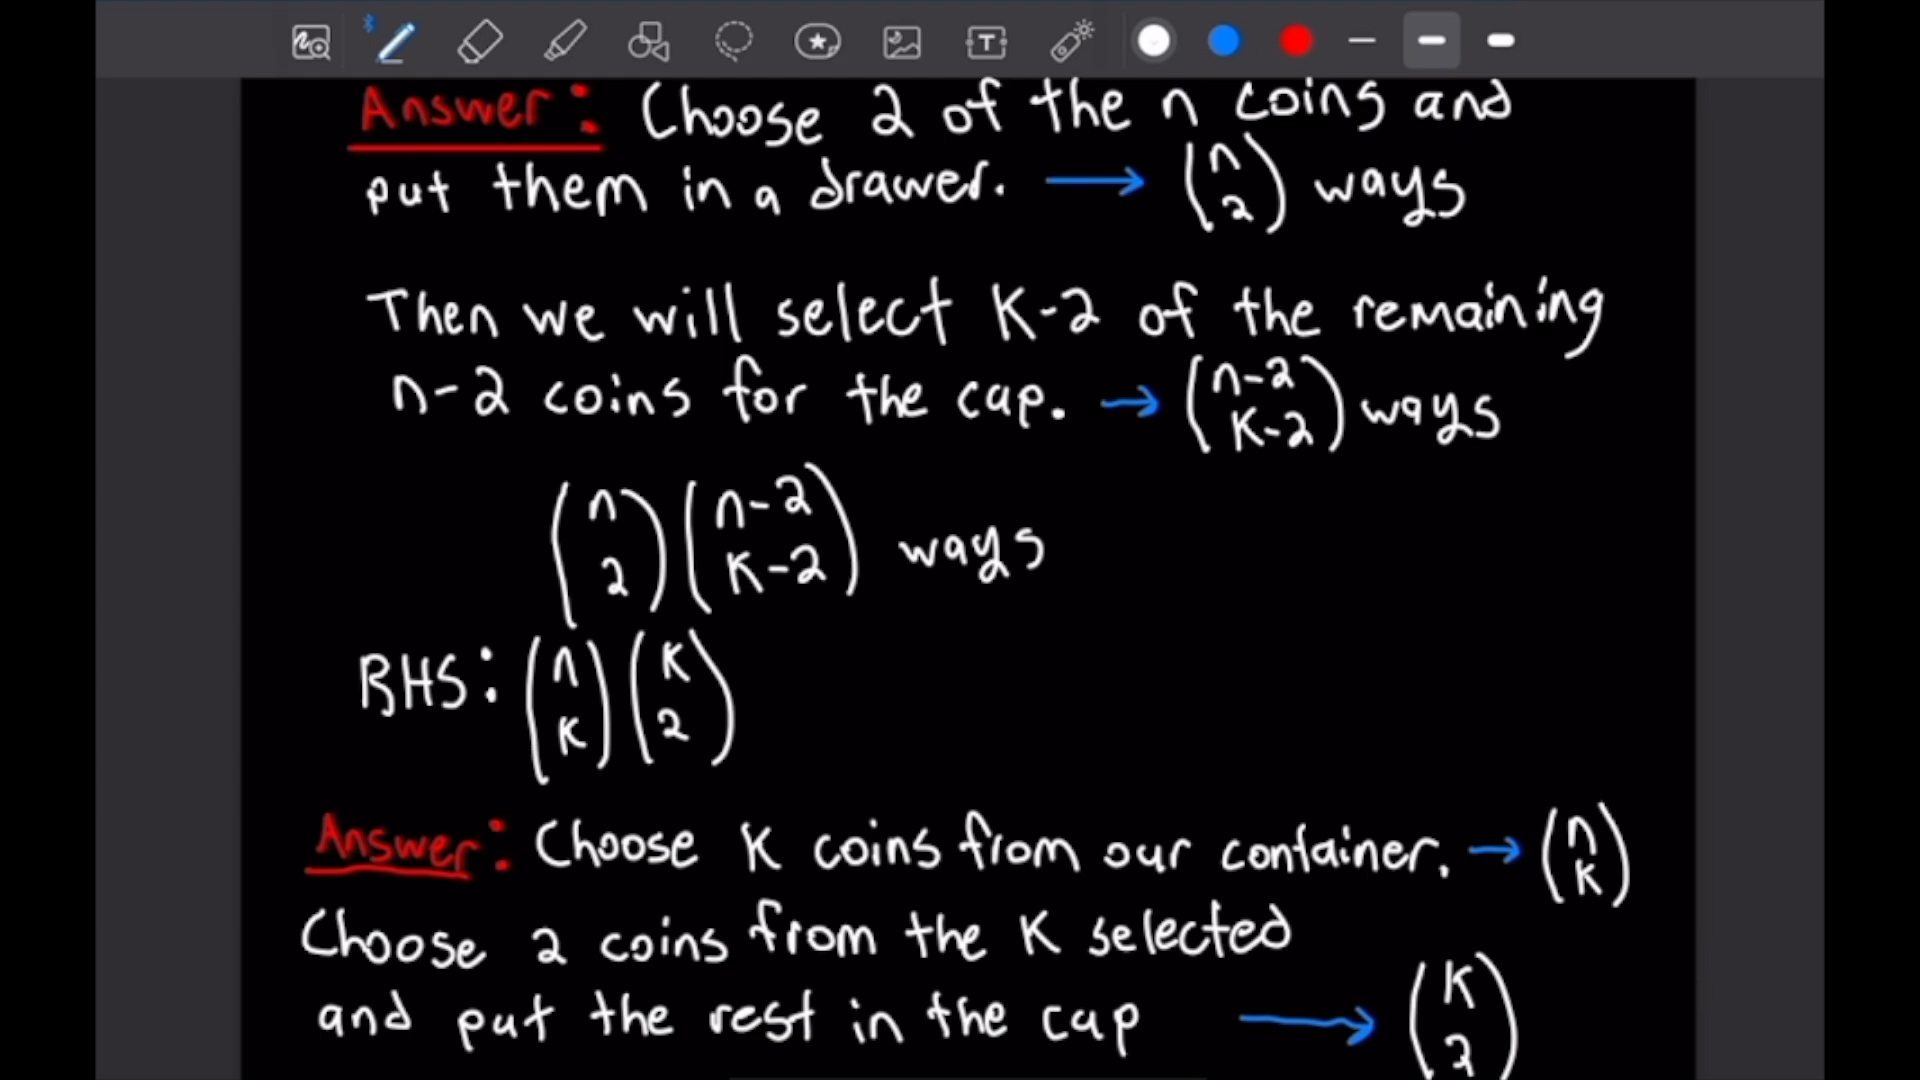 Answer: Choose 2 of the n coins and
put them in a drawer. → (n 2) ways
Then we will select K-2 of the remaining
n-2 coins for the cap. → (n-2 K-2) ways
(n 2) (n-2 K-2) ways
RHS: (n K) (K 2)
Answer: Choose K coins from our container. → (n K)
Choose 2 coins from the K selected
and put the rest in the cap → (K 2)